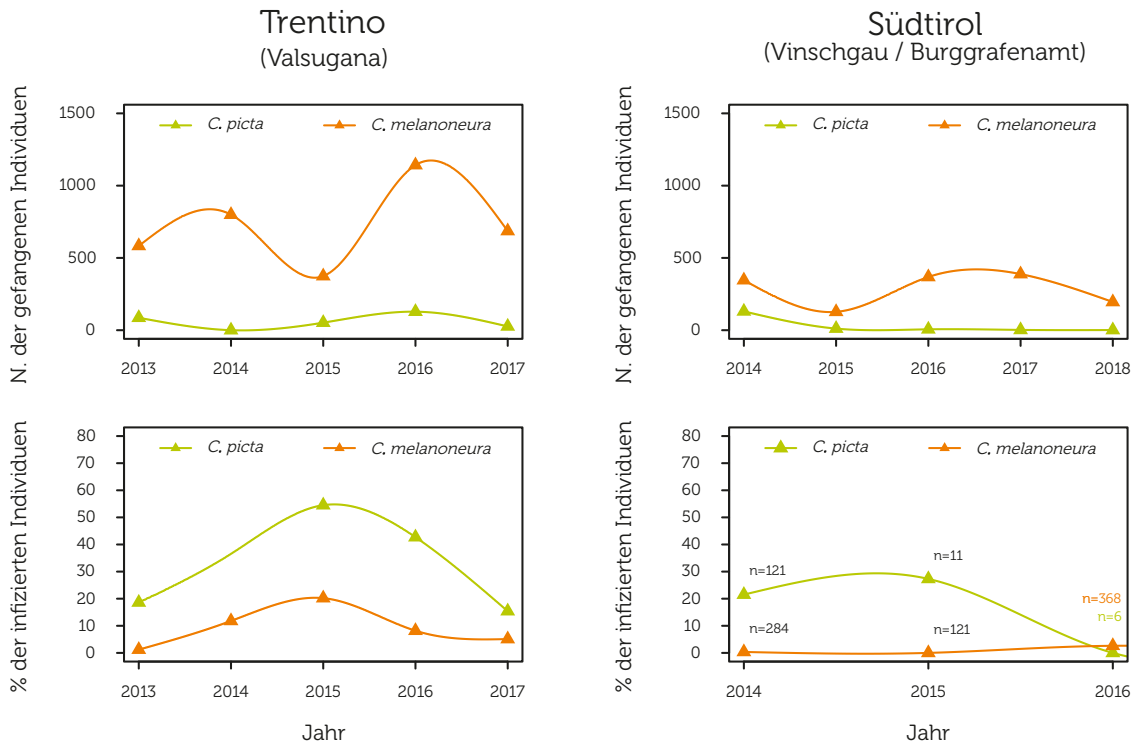 Trentino
(Valsugana)
N. der gefangenen Individuen
1500
1000
500
0
C. picta
C. melanoneura
2013 2014 2015 2016 2017
Südtirol
(Vinschgau / Burggrafenamt)
N. der gefangenen Individuen
1500
1000
500
0
C. picta
C. melanoneura
2014 2015 2016 2017 2018
% der infizierten Individuen
80
70
60
50
40
30
20
10
0
C. picta
C. melanoneura
2013 2014 2015 2016 2017
Jahr
% der infizierten Individuen
80
70
60
50
40
30
20
10
0
C. picta
C. melanoneura
n=121
n=11
n=368
n=6
n=284
n=121
2014 2015 2016
Jahr